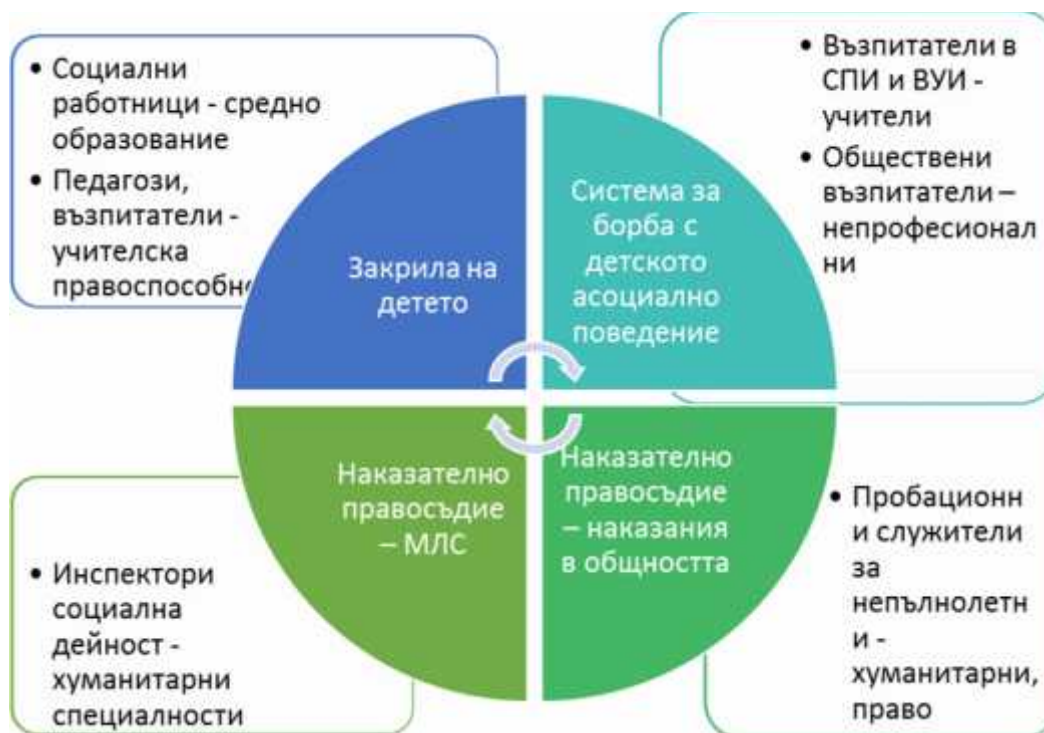 • Социални
работници - средно
образование
• Педагози,
възпитатели -
учителска
правоспособно
Закрила на
детето
• Възпитатели в
СПИ и ВУИ -
учители
• Обществени
възпитатели –
непрофесионал
ни
Система за
борба с
детското
асоциално
поведение
Наказателно
правосъдие
– МЛС
• Инспектори
социална
дейност -
хуманитарни
специалности
Наказателно
правосъдие
– наказания
в общността
• Пробационн
и служители
за
непълнолетн
и -
хуманитарни,
право